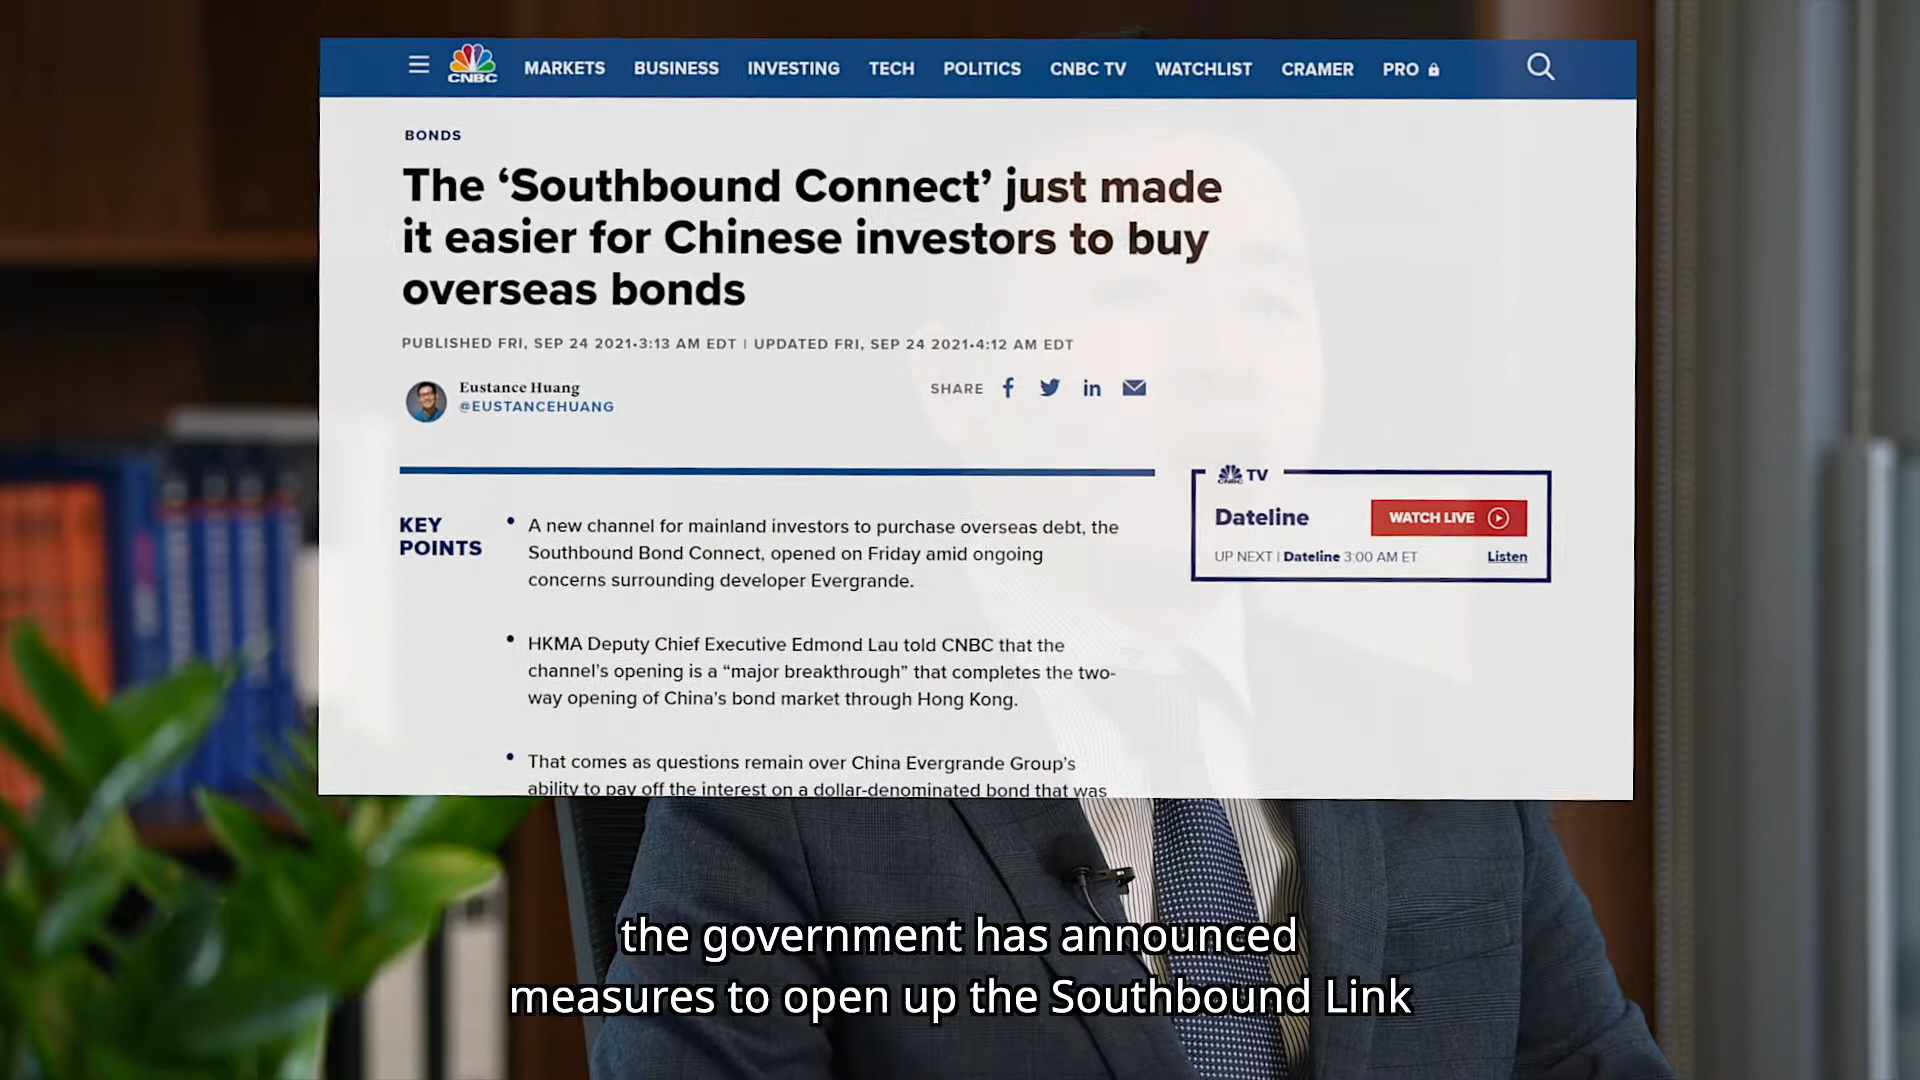 CNBC MARKETS BUSINESS INVESTING TECH POLITICS CNBC TV WATCHLIST CRAMER PRO
BONDS
The ‘Southbound Connect’ just made
it easier for Chinese investors to buy
overseas bonds
PUBLISHED FRI, SEP 24 2021•3:13 AM EDT | UPDATED FRI, SEP 24 2021•4:12 AM EDT
Eustance Huang
@EUSTANCEHUANG
SHARE
KEY
POINTS
• A new channel for mainland investors to purchase overseas debt, the
Southbound Bond Connect, opened on Friday amid ongoing
concerns surrounding developer Evergrande.
• HKMA Deputy Chief Executive Edmond Lau told CNBC that the
channel’s opening is a “major breakthrough” that completes the two-
way opening of China’s bond market through Hong Kong.
• That comes as questions remain over China Evergrande Group’s
ability to pay off the interest on a dollar-denominated bond that was
CNBC TV
Dateline
WATCH LIVE
UP NEXT | Dateline 3:00 AM ET
Listen
the government has announced
measures to open up the Southbound Link